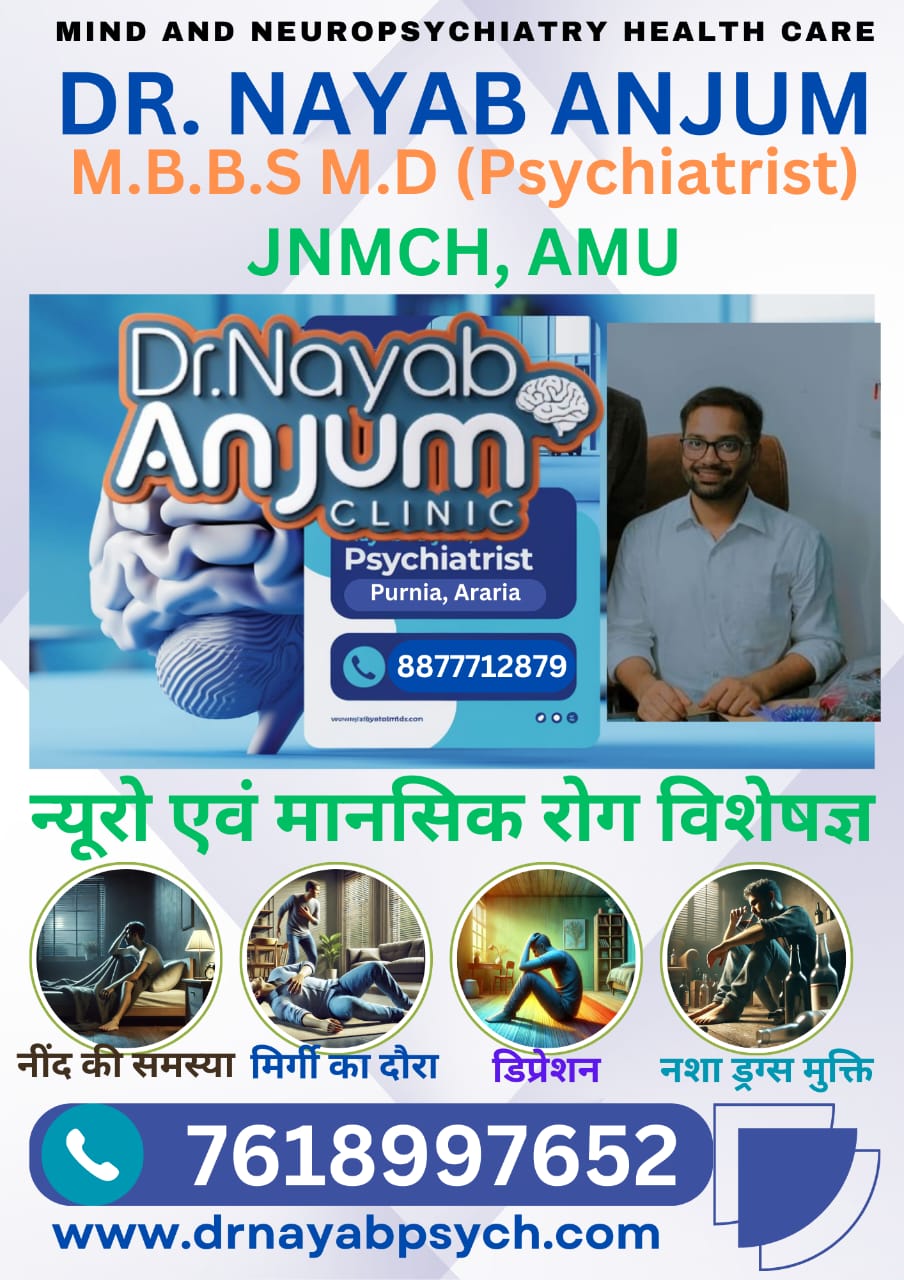 MIND AND NEUROPSYCHIATRY HEALTH CARE
DR. NAYAB ANJUM
M.B.B.S M.D (Psychiatrist)
JNMCH, AMU
Dr.Nayab
Anjum
CLINIC
Psychiatrist
Purnia, Araria
8877712879
न्यूरो एवं मानसिक रोग विशेषज्ञ
नींद की समस्या
मिर्गी का दौरा
डिप्रेशन
नशा ड्रग्स मुक्ति
7618997652
www.drnayabpsych.com